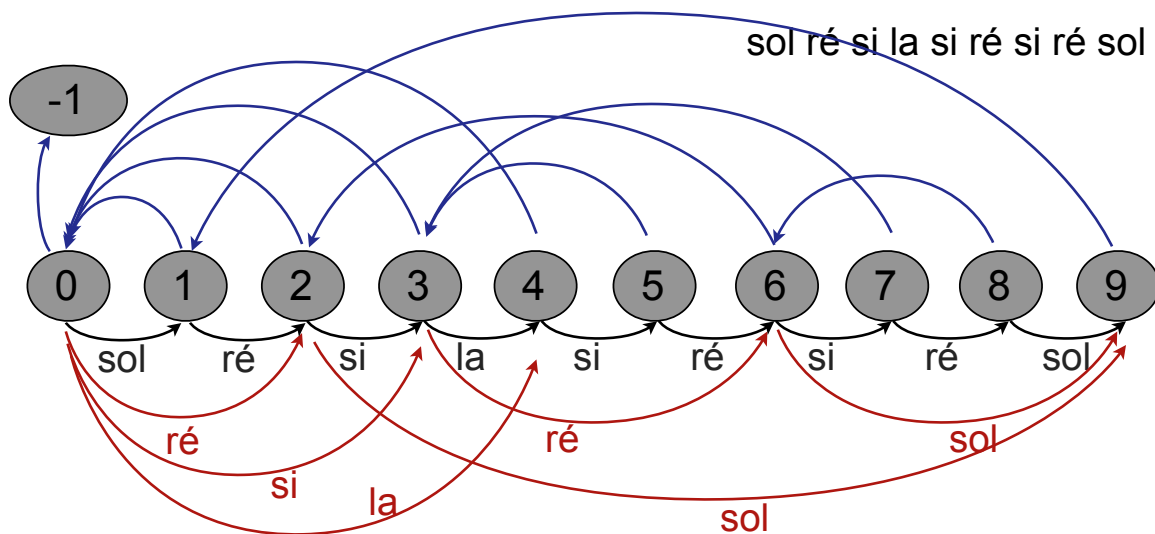 sol ré si la si ré si ré sol
-1
0 1 2 3 4 5 6 7 8 9
sol ré si la si ré si ré sol
ré ré sol
si
la sol